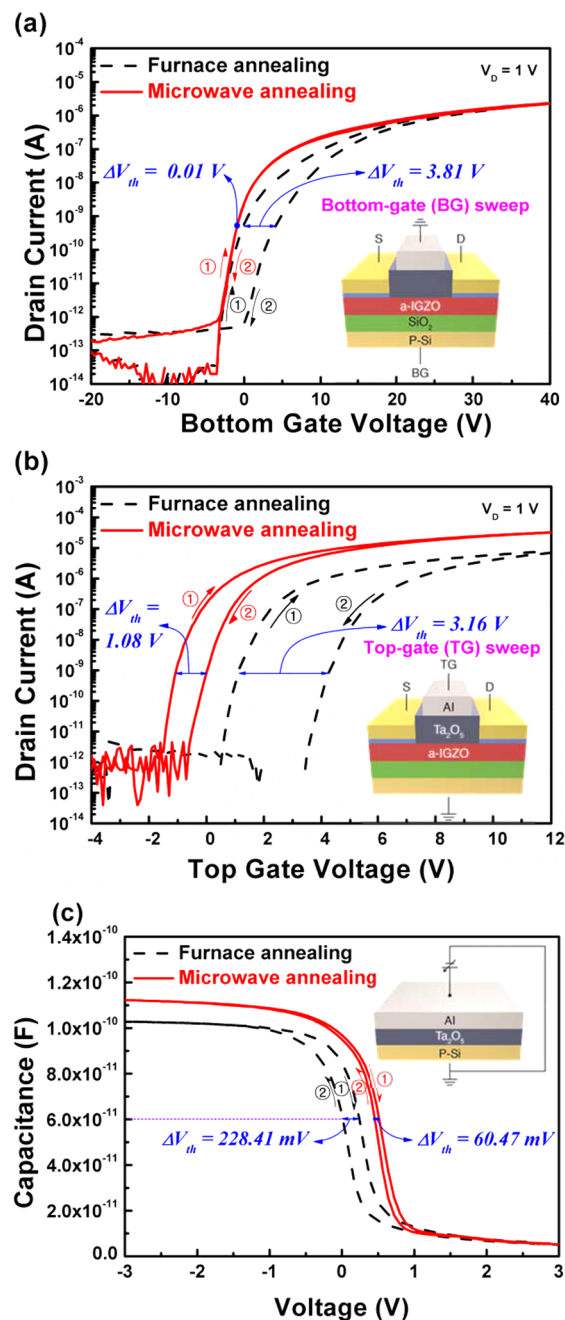 (a)
10⁻⁴
10⁻⁵
10⁻⁶
10⁻⁷
10⁻⁸
10⁻⁹
10⁻¹⁰
10⁻¹¹
10⁻¹²
10⁻¹³
10⁻¹⁴
Drain Current (A)
Furnace annealing
Microwave annealing
V_D = 1 V
ΔV_th = 0.01 V
ΔV_th = 3.81 V
Bottom-gate (BG) sweep
① ② ① ②
S D
a-IGZO
SiO₂
P-Si
BG
-20 -10 0 10 20 30 40
Bottom Gate Voltage (V)
(b)
10⁻³
10⁻⁴
10⁻⁵
10⁻⁶
10⁻⁷
10⁻⁸
10⁻⁹
10⁻¹⁰
10⁻¹¹
10⁻¹²
10⁻¹³
10⁻¹⁴
Drain Current (A)
Furnace annealing
Microwave annealing
V_D = 1 V
① ② ① ②
ΔV_th =
1.08 V
ΔV_th = 3.16 V
Top-gate (TG) sweep
TG
S D
Al
Ta₂O₅
a-IGZO
-4 -2 0 2 4 6 8 10 12
Top Gate Voltage (V)
(c)
1.4x10⁻¹⁰
1.2x10⁻¹⁰
1.0x10⁻¹⁰
8.0x10⁻¹¹
6.0x10⁻¹¹
4.0x10⁻¹¹
2.0x10⁻¹¹
0.0
Capacitance (F)
Furnace annealing
Microwave annealing
Al
Ta₂O₅
P-Si
② ① ② ①
ΔV_th = 228.41 mV
ΔV_th = 60.47 mV
-3 -2 -1 0 1 2 3
Voltage (V)